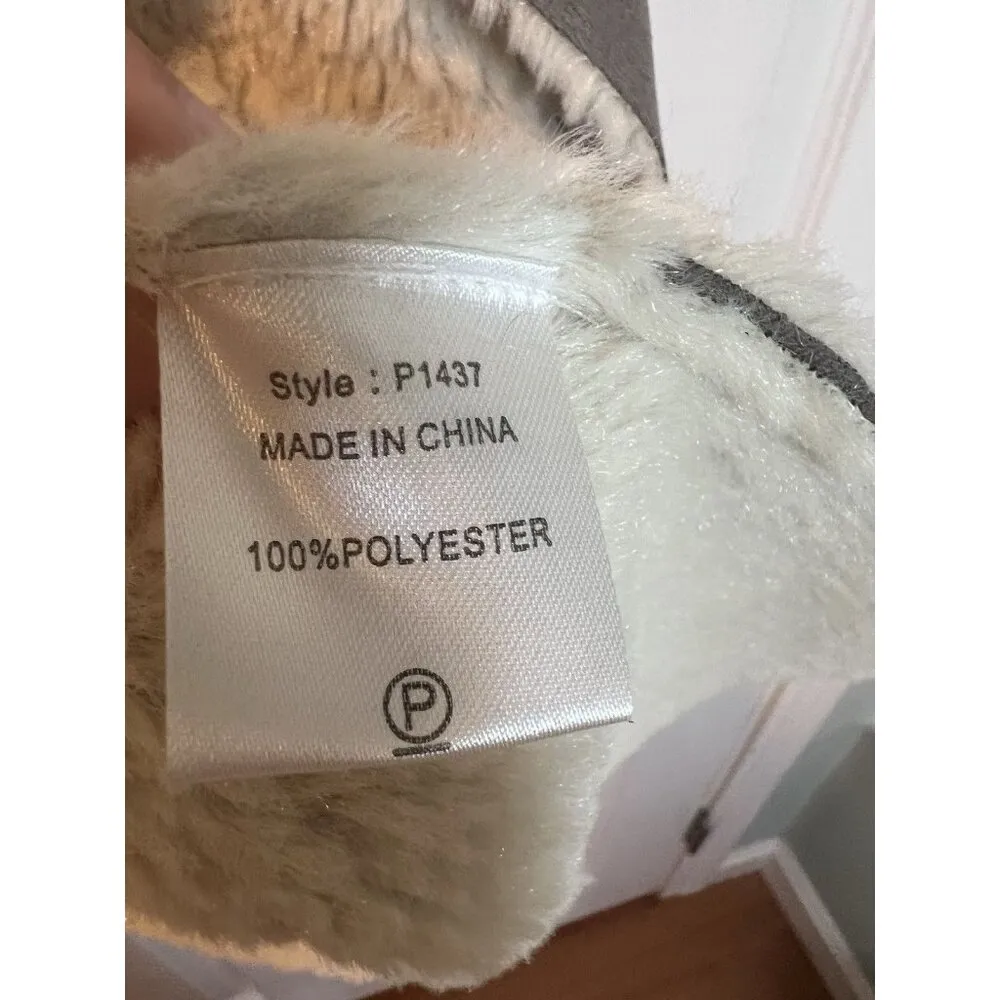 Style : P1437
MADE IN CHINA
100%POLYESTER
P